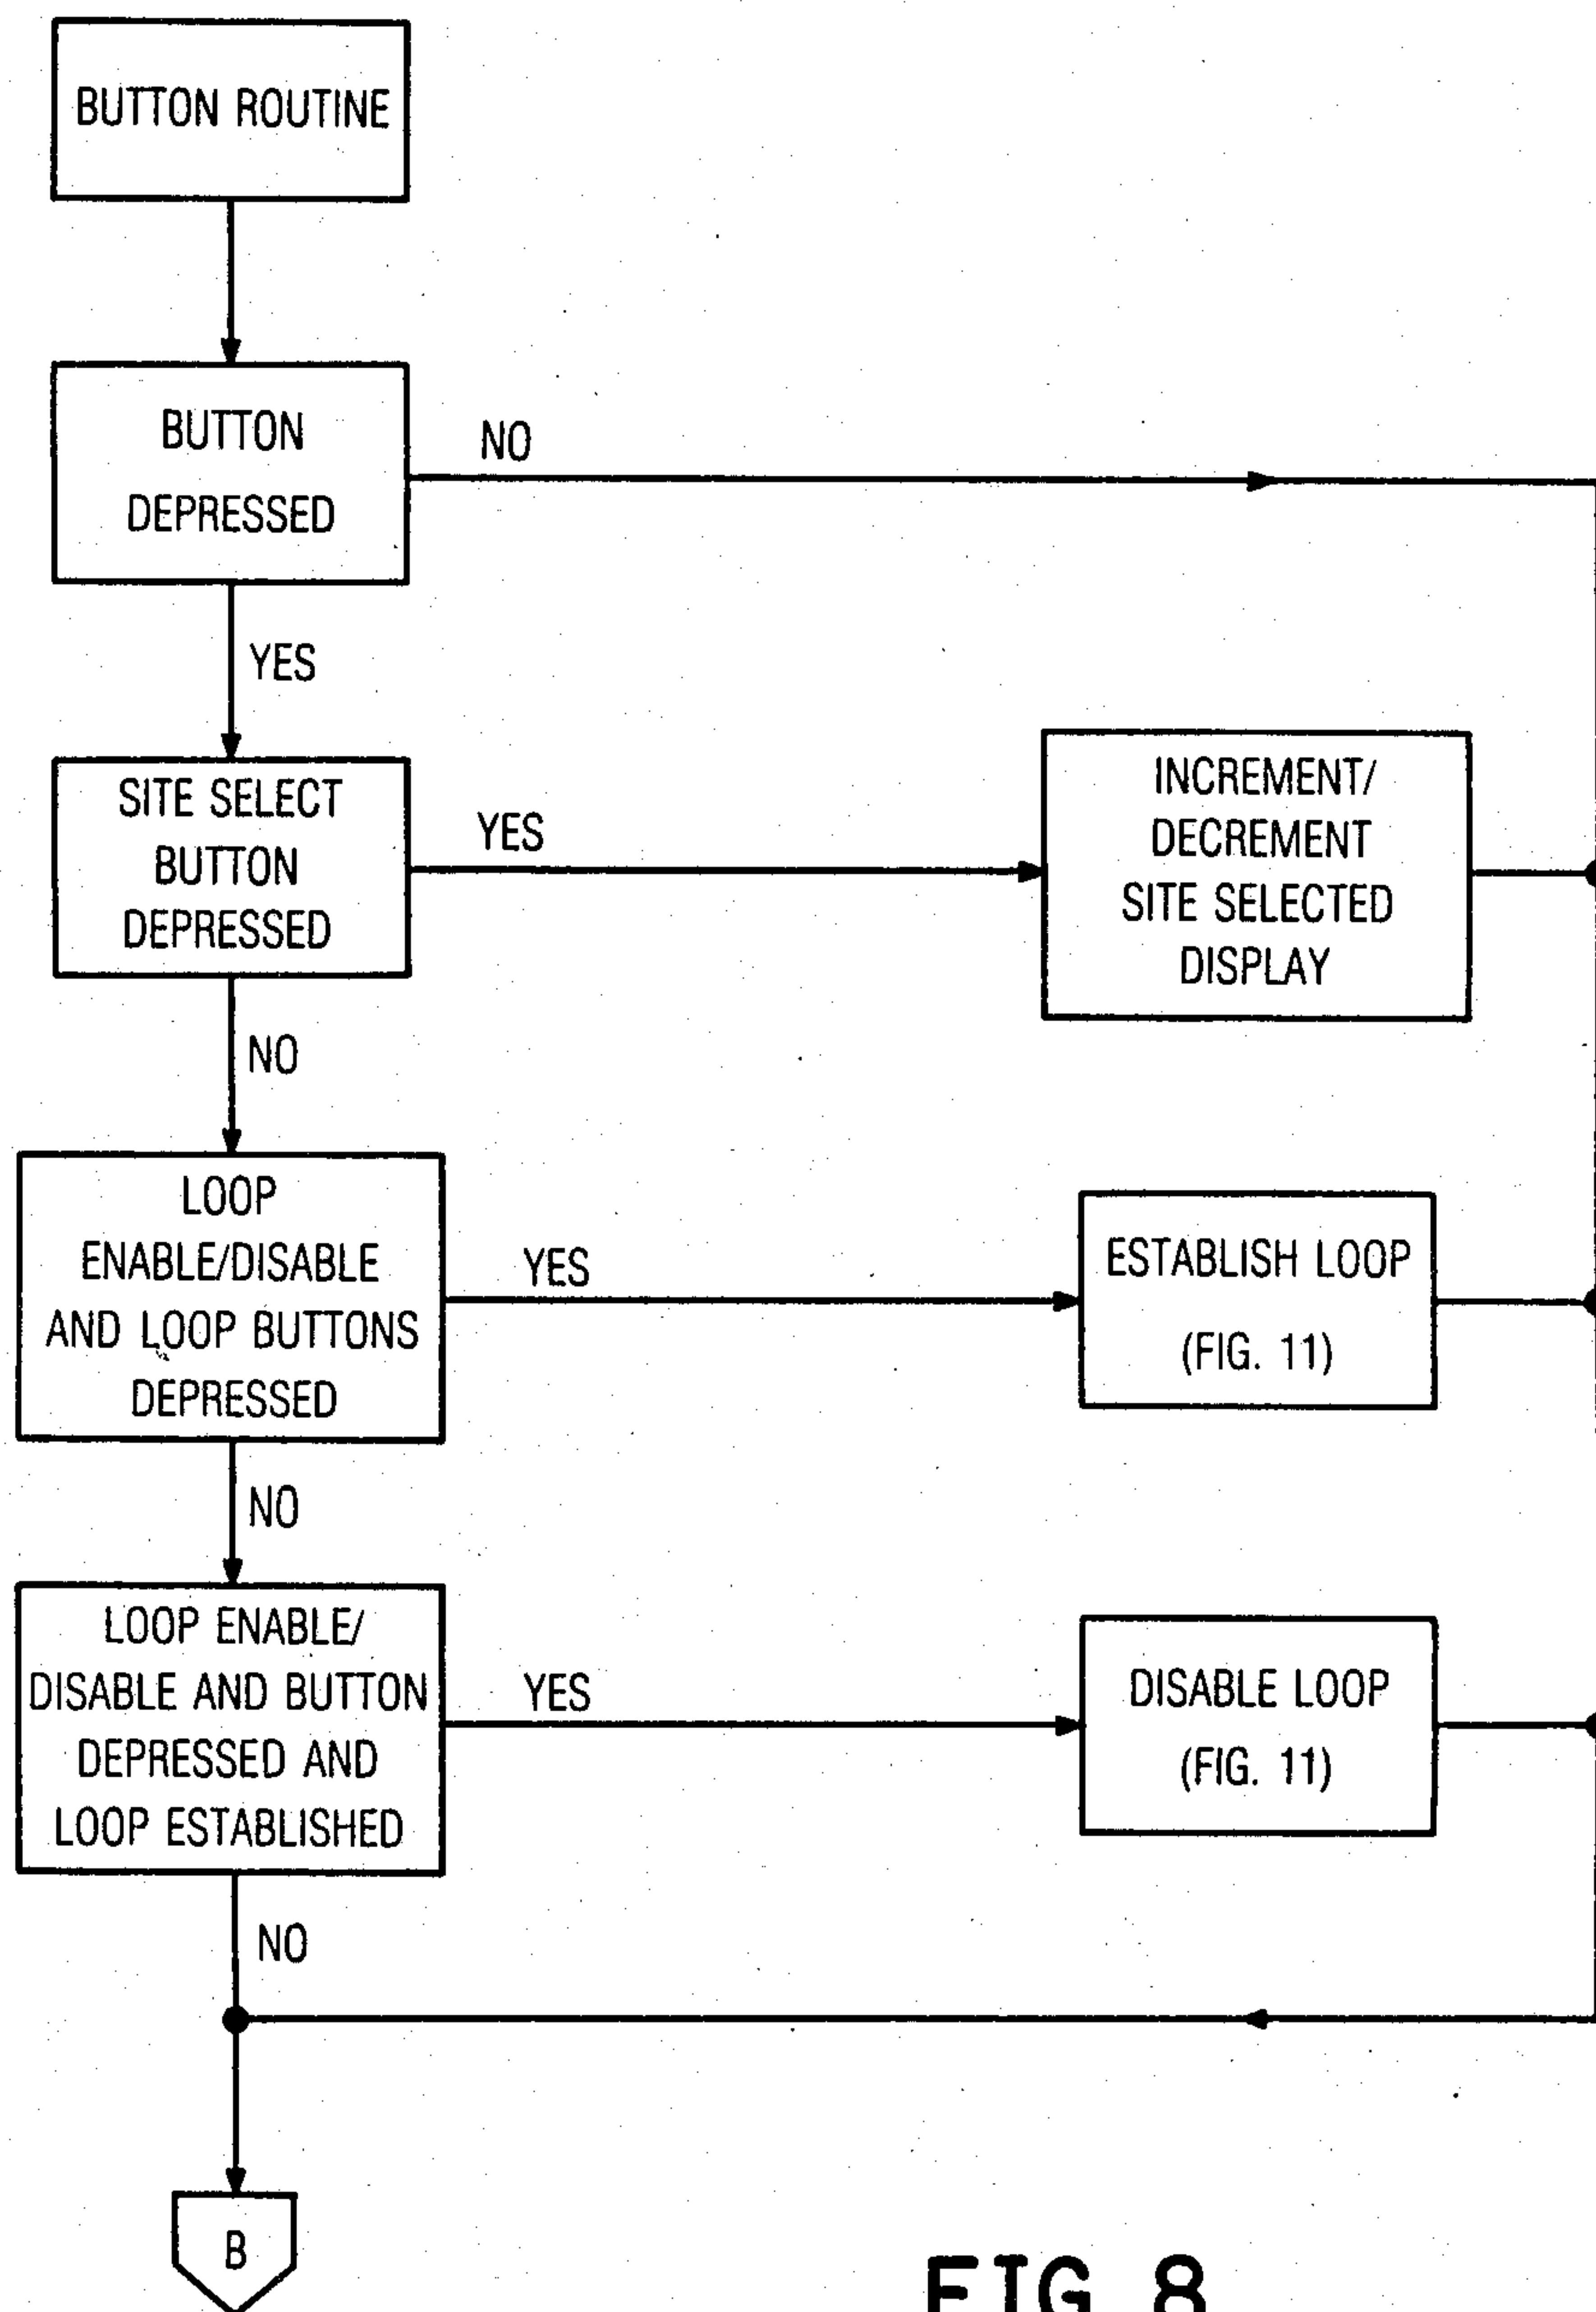 BUTTON ROUTINE
BUTTON
DEPRESSED
NO
YES
SITE SELECT
BUTTON
DEPRESSED
YES
INCREMENT/
DECREMENT
SITE SELECTED
DISPLAY
NO
LOOP
ENABLE/DISABLE
AND LOOP BUTTONS
DEPRESSED
YES
ESTABLISH LOOP
(FIG. 11)
NO
LOOP ENABLE/
DISABLE AND BUTTON
DEPRESSED AND
LOOP ESTABLISHED
YES
DISABLE LOOP
(FIG. 11)
NO
B
FIG 8